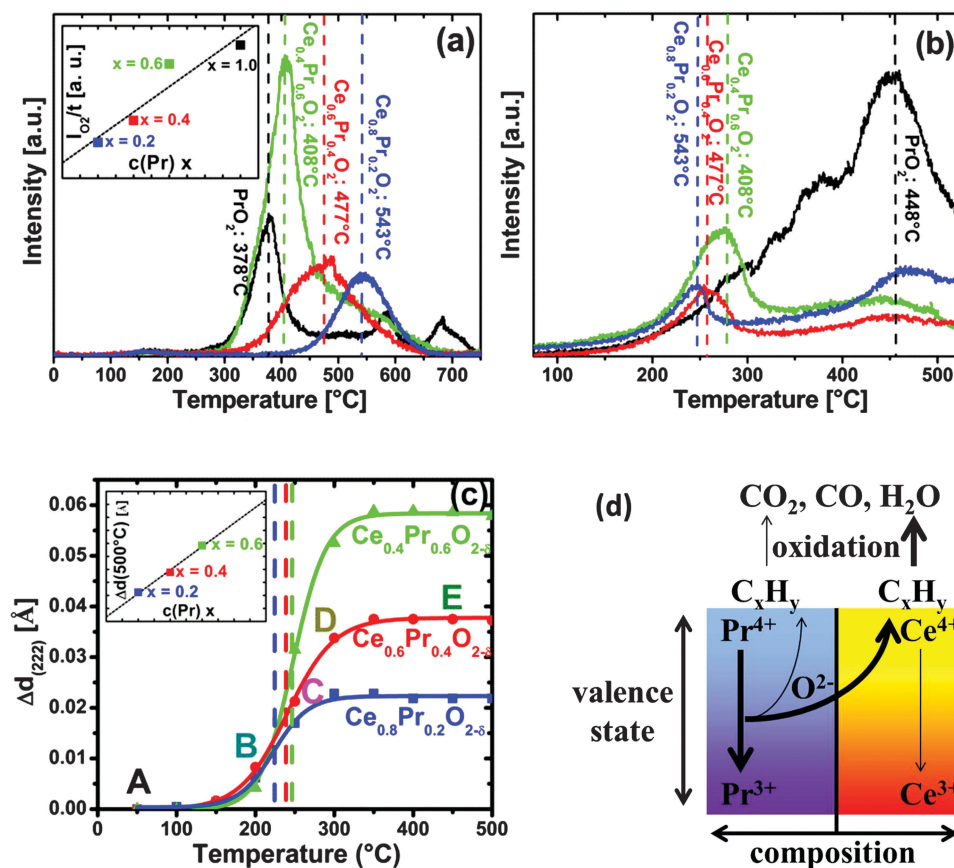 (a)
I_O2/t [a. u.]
x = 0.6
x = 1.0
x = 0.4
x = 0.2
c(Pr) x
PrO₂: 378°C
Ce₀.₄Pr₀.₆O₂: 408°C
Ce₀.₆Pr₀.₄O₂: 477°C
Ce₀.₈Pr₀.₂O₂: 543°C
Intensity [a.u.]
0 100 200 300 400 500 600 700
Temperature [°C]
(b)
Ce₀.₈Pr₀.₂O₂: 543°C
Ce₀.₆Pr₀.₄O₂: 477°C
Ce₀.₄Pr₀.₆O₂: 408°C
PrO₂: 448°C
Intensity [a.u.]
100 200 300 400 500
Temperature [°C]
(c)
Δd(500°C) [Å]
x = 0.6
x = 0.4
x = 0.2
c(Pr) x
Δd(222) [Å]
0.06
0.05
0.04
0.03
0.02
0.01
0.00
Ce₀.₄Pr₀.₆O₂₋δ
E
D
Ce₀.₆Pr₀.₄O₂₋δ
C
Ce₀.₈Pr₀.₂O₂₋δ
B
A
0 100 200 300 400 500
Temperature (°C)
(d)
CO₂, CO, H₂O
oxidation
CₓHᵧ CₓHᵧ
Pr⁴⁺ Ce⁴⁺
O²⁻
valence
state
Pr³⁺ Ce³⁺
composition